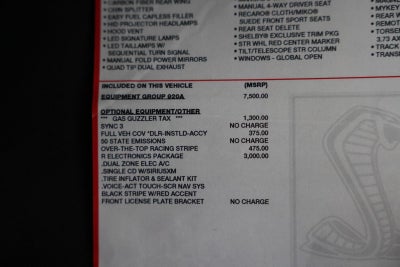 • CARBON FIBER REAR WING
• CHIN SPLITTER
• EASY FUEL CAPLESS FILLER
• HID PROJECTOR HEADLAMPS
• HOOD VENT
• LED SIGNATURE LAMPS
• LED TAILLAMPS W/
SEQUENTIAL TURN SIGNAL
• MANUAL FOLD POWER MIRRORS
• QUAD TIP DUAL EXHAUST
• MANUAL 4-WAY DRIVER SEAT
• RECARO® CLOTH/MIKO®
SUEDE FRONT SPORT SEATS
• REAR SEAT DELETE
• SHELBY® EXCLUSIVE TRIM PKG
• STR WHL RED CENTER MARKER
• TILT/TELESCOPE STR COLUMN
• WINDOWS - GLOBAL OPEN
• MYKEY
• REAR
• REMOT
• TORSEN
3.73 AX
INCLUDED ON THIS VEHICLE (MSRP)
EQUIPMENT GROUP 920A 7,500.00
OPTIONAL EQUIPMENT/OTHER
*** GAS GUZZLER TAX *** 1,300.00
SYNC 3 NO CHARGE
FULL VEH COV *DLR-INSTLD-ACCY 375.00
50 STATE EMISSIONS NO CHARGE
OVER-THE-TOP RACING STRIPE 475.00
R ELECTRONICS PACKAGE 3,000.00
.DUAL ZONE ELEC A/C
.SINGLE CD W/SIRIUSXM
.TIRE INFLATOR & SEALANT KIT
.VOICE-ACT TOUCH-SCR NAV SYS
BLACK STRIPE W/RED ACCENT
FRONT LICENSE PLATE BRACKET NO CHARGE